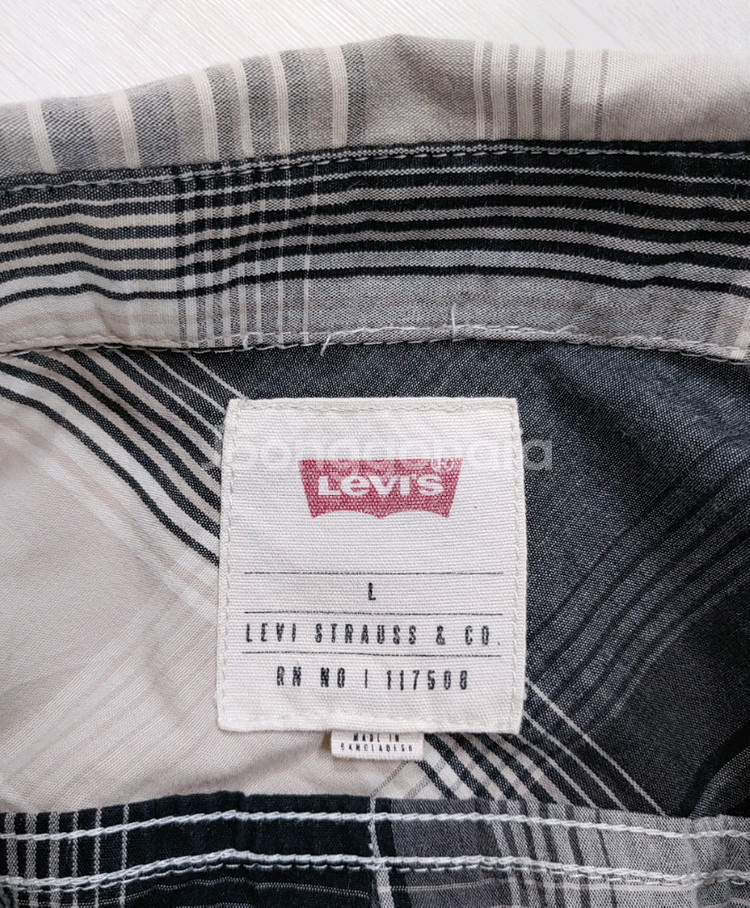 LEVI'S
L
LEVI STRAUSS & CO.
RN NO | 117508
MADE IN
BANGLADESH